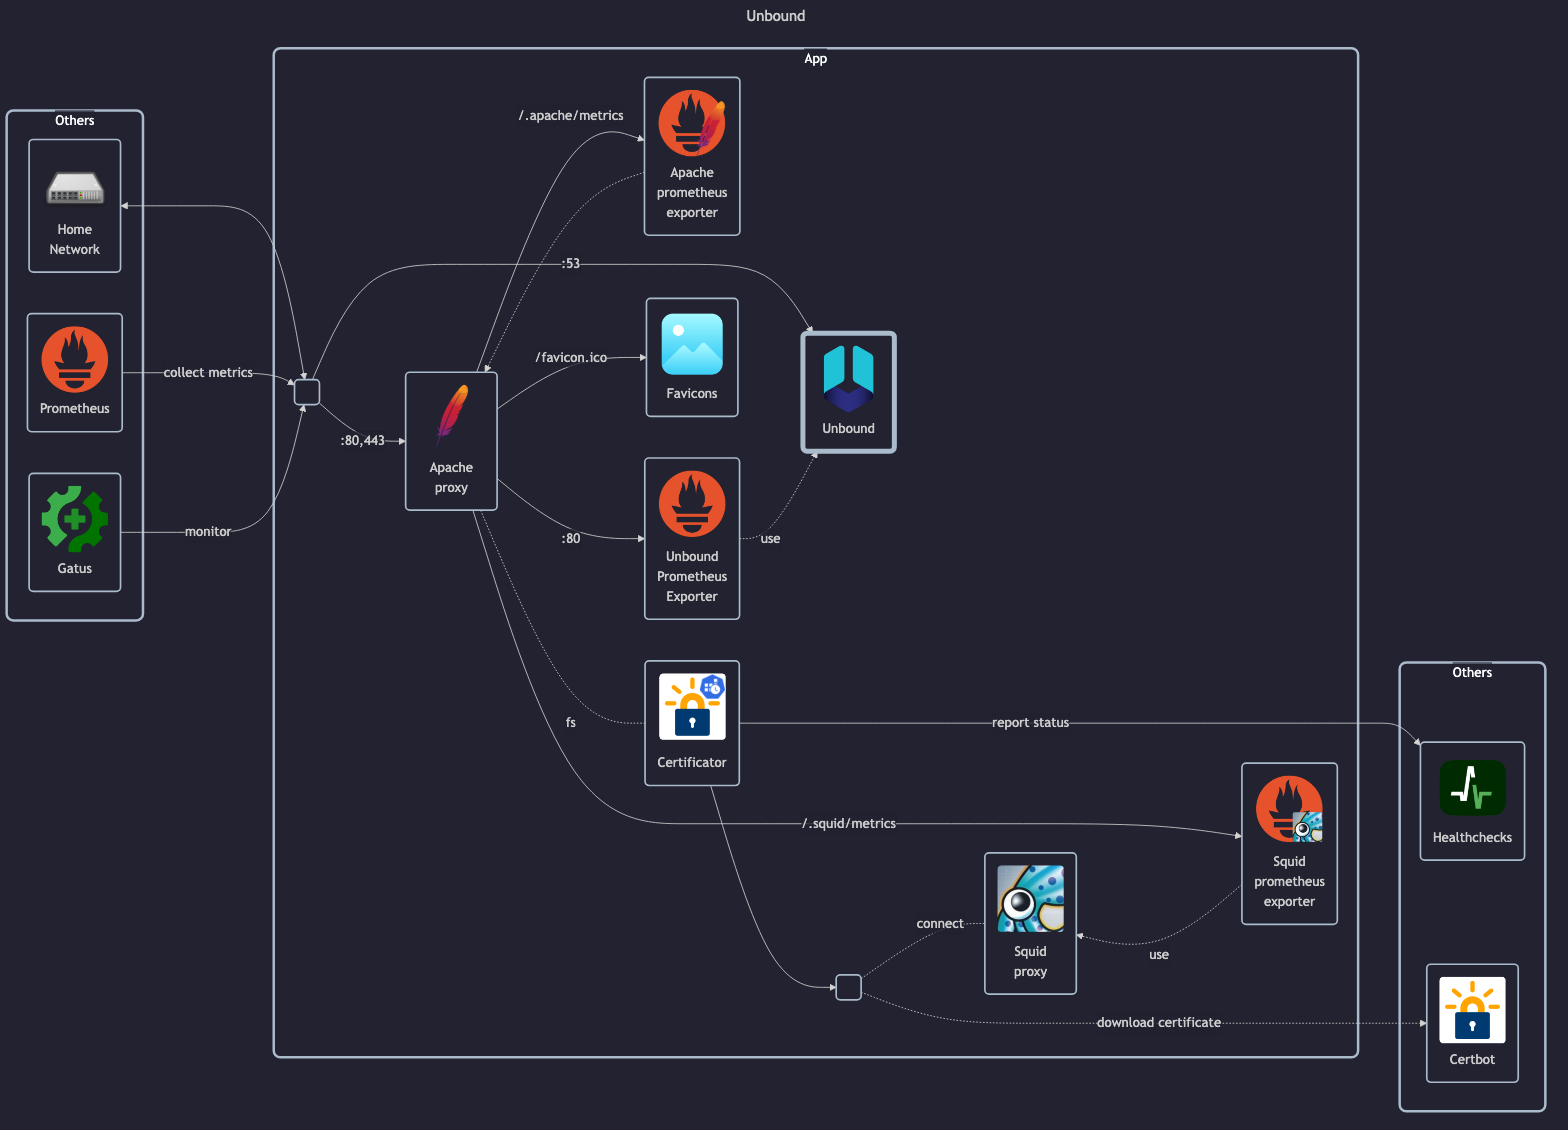 Unbound
App
Others
Home
Network
Prometheus
Gatus
collect metrics
monitor
:80,443
Apache
proxy
/.apache/metrics
Apache
prometheus
exporter
:53
/favicon.ico
Favicons
Unbound
:80
Unbound
Prometheus
Exporter
use
fs
Certificator
report status
/.squid/metrics
Squid
prometheus
exporter
connect
Squid
proxy
use
download certificate
Others
Healthchecks
Certbot